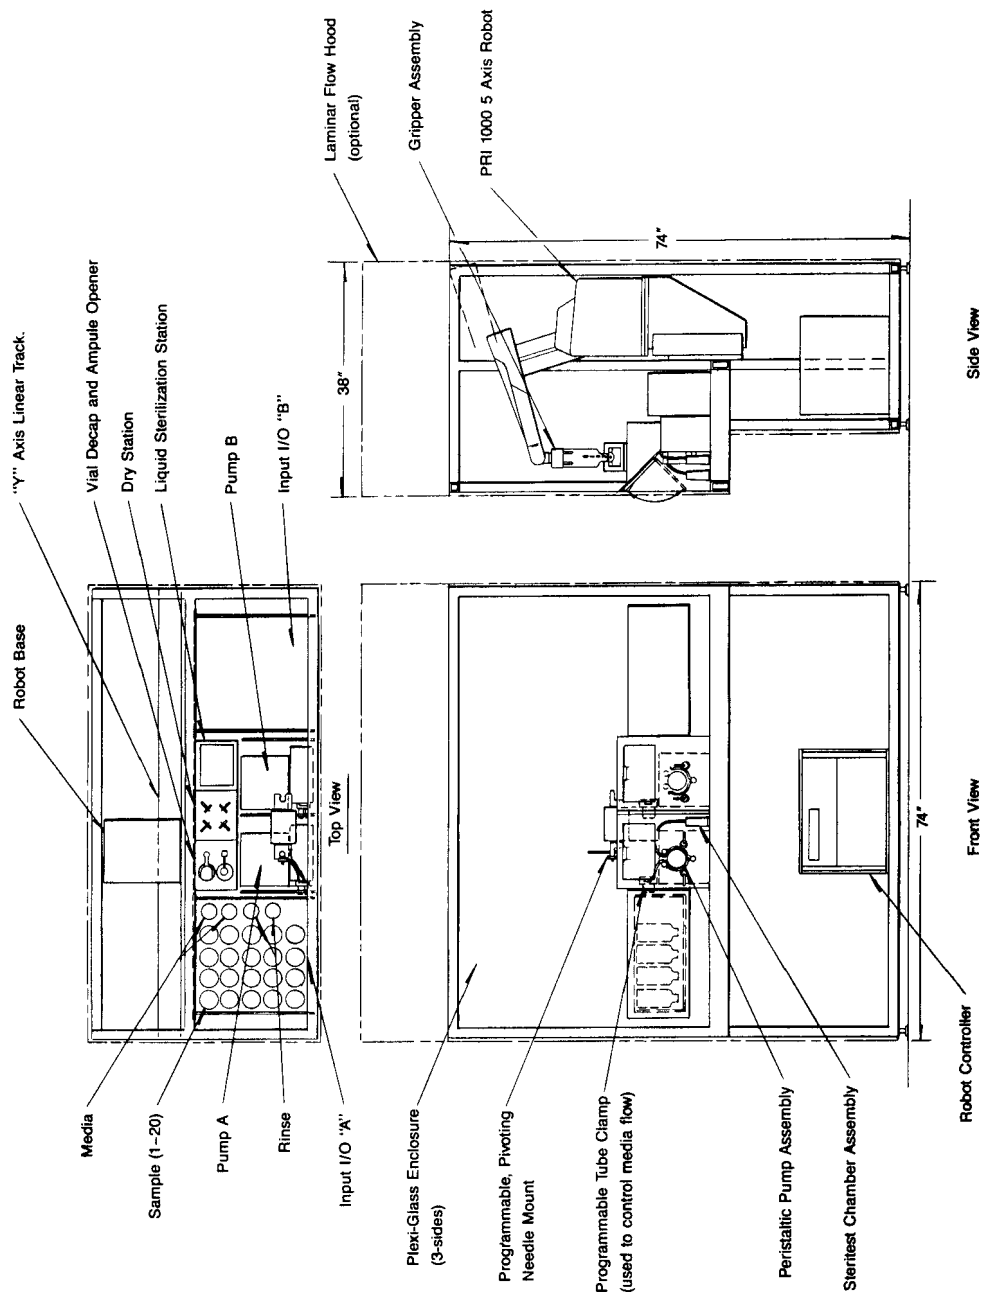 Robot Base
"Y" Axis Linear Track.
Vial Decap and Ampule Opener
Dry Station
Liquid Sterilization Station
Pump B
Input I/O "B"
Media
Sample (1-20)
Pump A
Rinse
Input I/O "A"
Top View
Laminar Flow Hood
(optional)
Gripper Assembly
PRI 1000 5 Axis Robot
38"
74"
Side View
Plexi-Glass Enclosure
(3-sides)
Programmable, Pivoting
Needle Mount
Programmable Tube Clamp
(used to control media flow)
Peristaltic Pump Assembly
Steritest Chamber Assembly
Robot Controller
74"
Front View